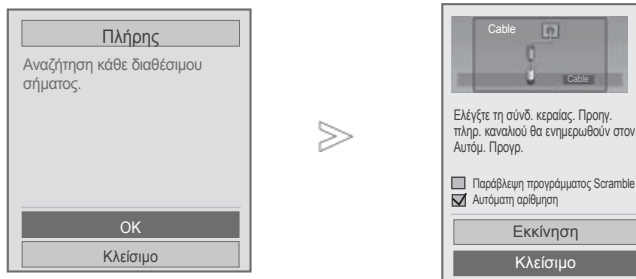 Πλήρης
Αναζήτηση κάθε διαθέσιμου
σήματος.
OK
Κλείσιμο
Cable
Cable
Ελέγξτε τη σύνδ. κεραίας. Προηγ.
πληρ. καναλιού θα ενημερωθούν στον
Αυτόμ. Προγρ.
Παράβλεψη προγράμματος Scramble
Αυτόματη αρίθμηση
Εκκίνηση
Κλείσιμο